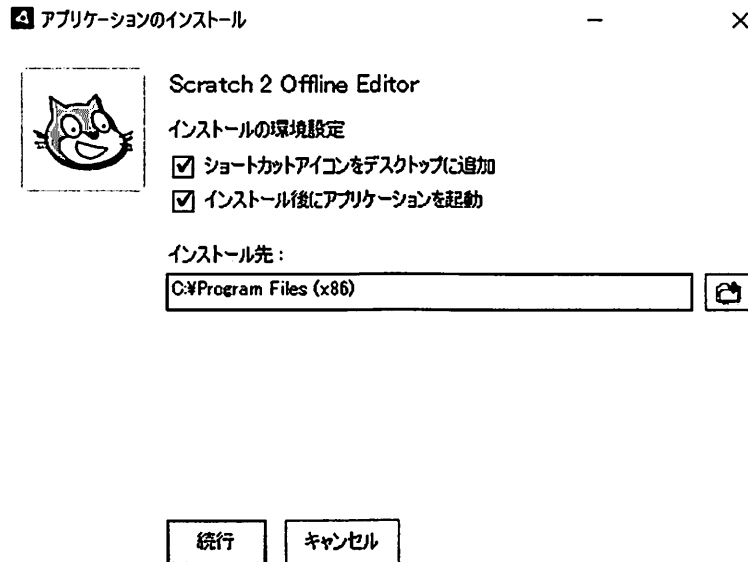 アプリケーションのインストール
Scratch 2 Offline Editor
インストールの環境設定
ショートカットアイコンをデスクトップに追加
インストール後にアプリケーションを起動
インストール先：
C:¥Program Files (x86)
続行 キャンセル